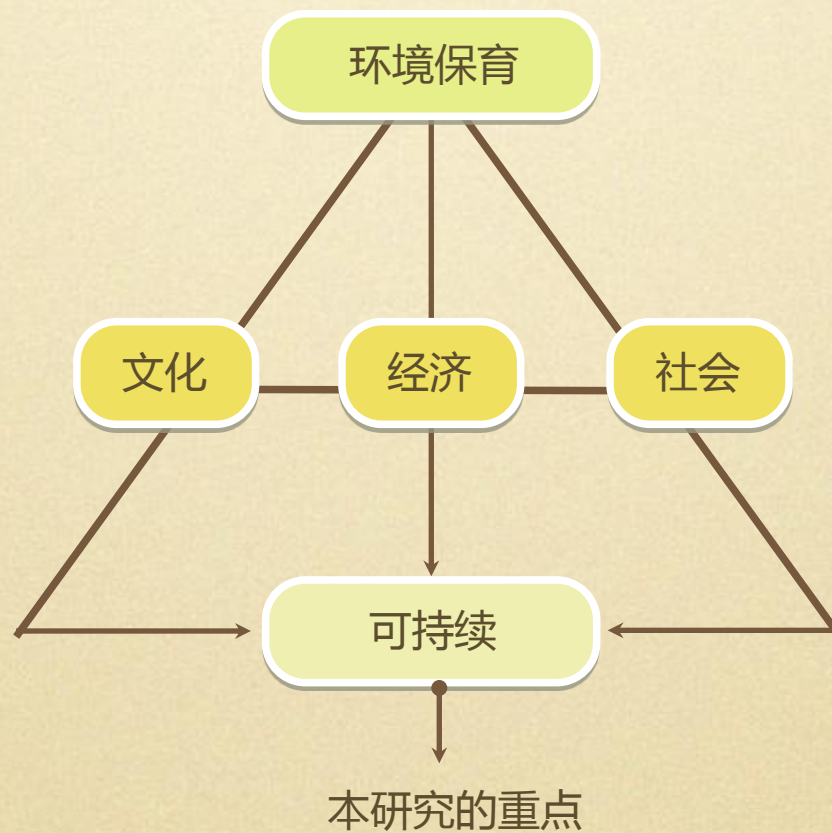 环境保育
文化
经济
社会
可持续
本研究的重点